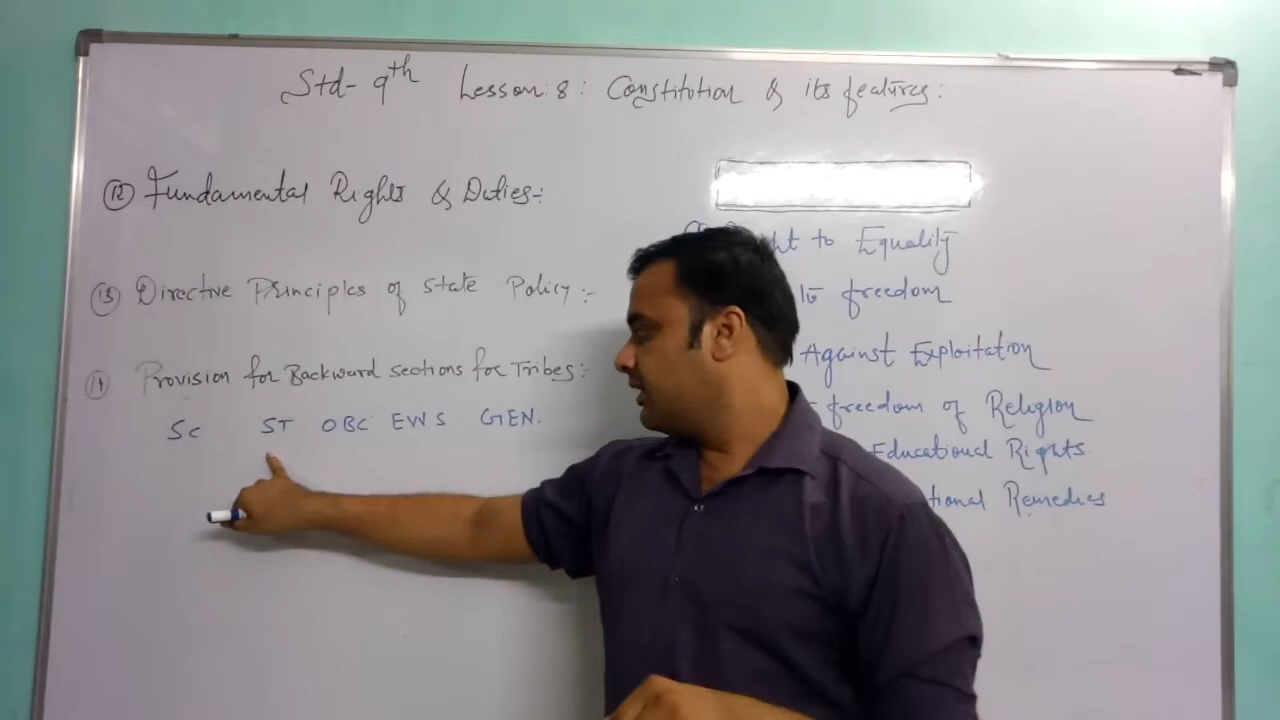 Std- 9th Lesson: 8: Constitution & its features:
⑫ Fundamental Rights & Duties:-
⑬ Directive Principles of State Policy:-
⑭ Provision for Backward sections for Tribes:-
SC ST OBC EWS GEN.
to Equality
to freedom
Against Exploitation
freedom of Religion
Educational Rights
Remedies